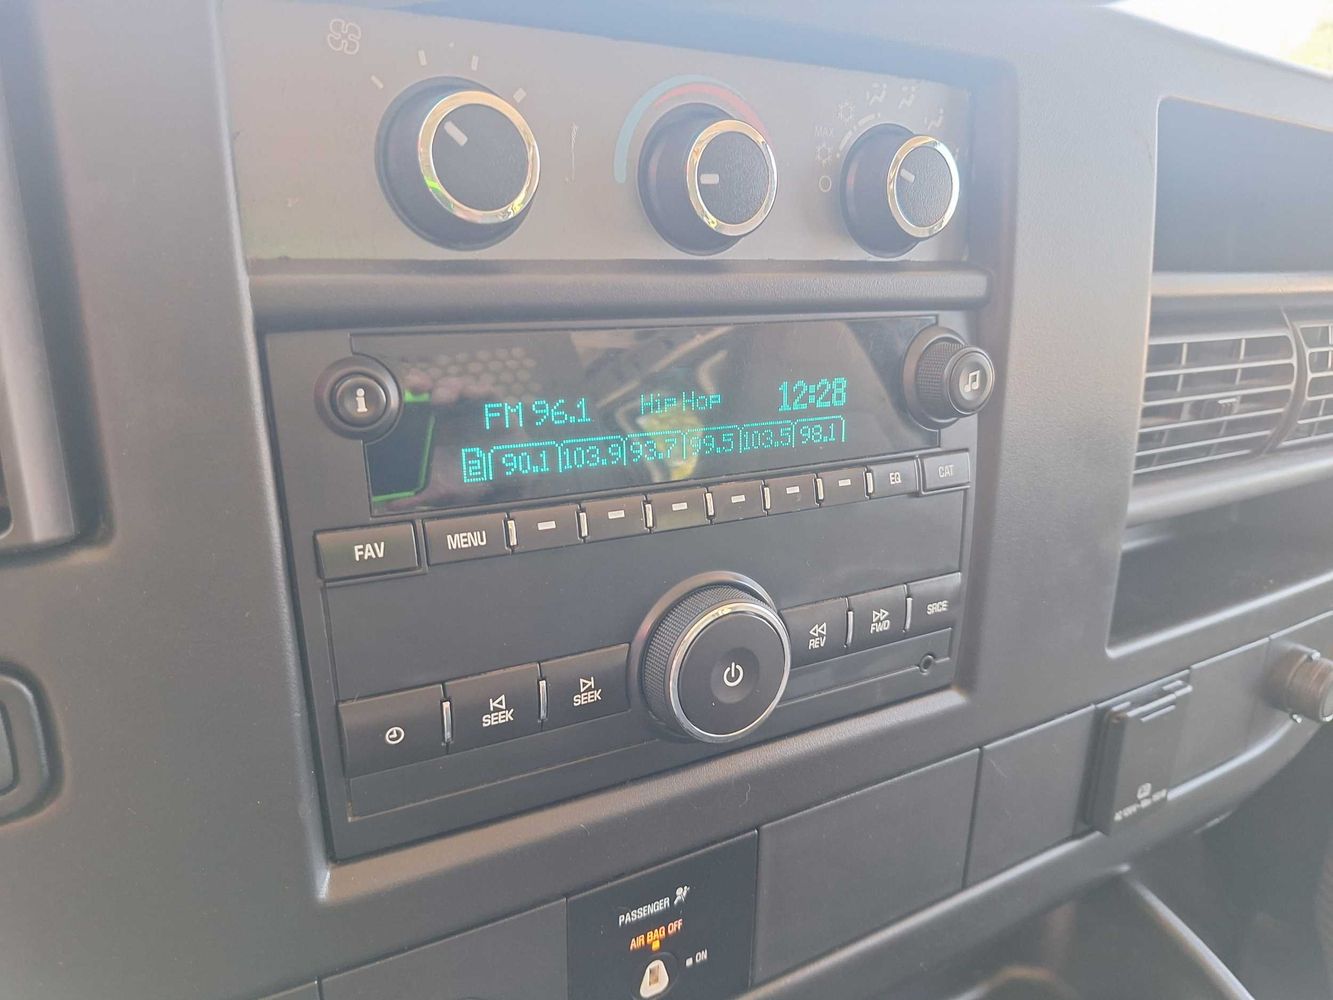 MAX
FM 96.1 Hip Hop 12:28
2 90.1 103.9 93.7 99.5 103.5 98.1
FAV MENU EQ CAT
SEEK SEEK REV FWD SRCE
PASSENGER
AIR BAG OFF
ON